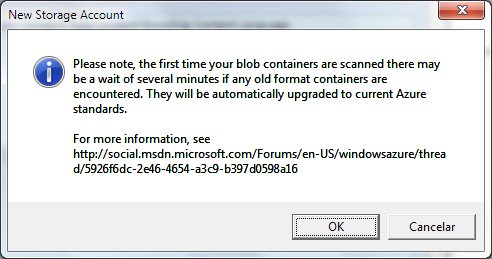 New Storage Account
Please note, the first time your blob containers are scanned there may
be a wait of several minutes if any old format containers are
encountered. They will be automatically upgraded to current Azure
standards.
For more information, see
http://social.msdn.microsoft.com/Forums/en-US/windowsazure/threa
d/5926f6dc-2e46-4654-a3c9-b397d0598a16
OK
Cancelar